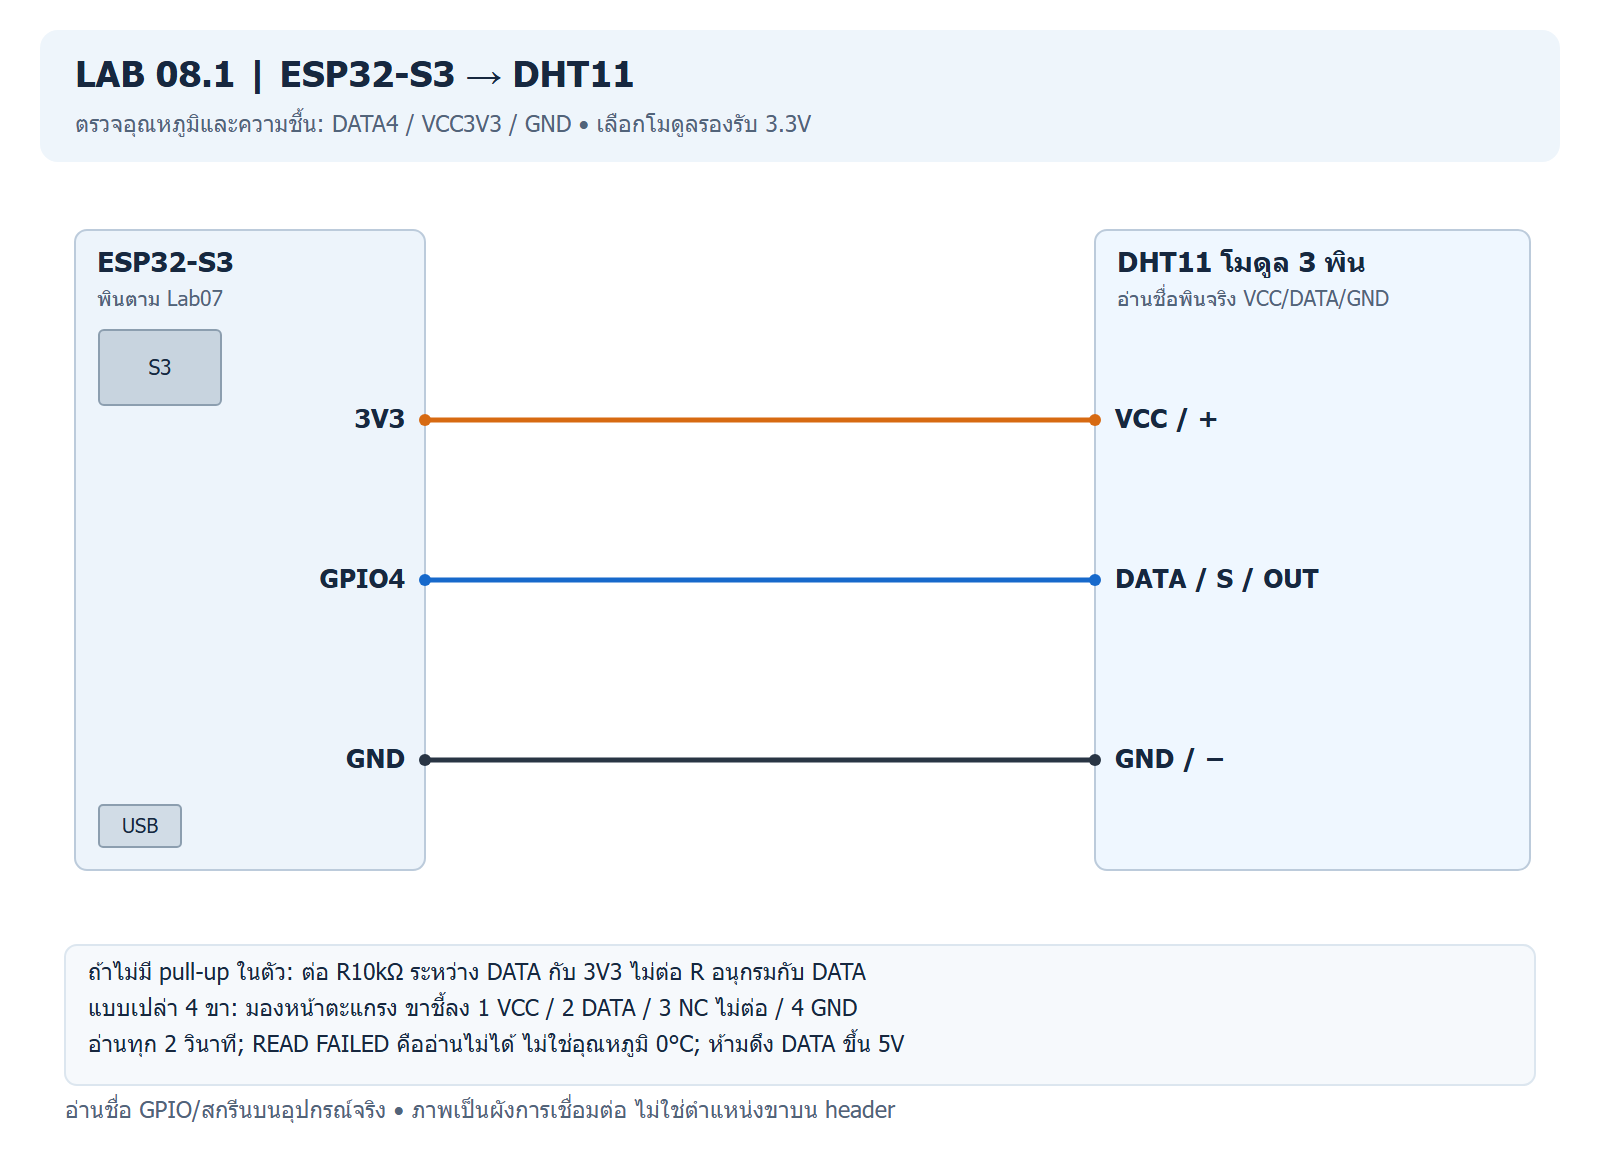 LAB 08.1 | ESP32-S3 → DHT11
ตรวจอุณหภูมิและความชื้น: DATA4 / VCC3V3 / GND • เลือกโมดูลรองรับ 3.3V
ESP32-S3
พินตาม Lab07
S3
3V3
GPIO4
GND
USB
DHT11 โมดูล 3 พิน
อ่านชื่อพินจริง VCC/DATA/GND
VCC / +
DATA / S / OUT
GND / −
ถ้าไม่มี pull-up ในตัว: ต่อ R10kΩ ระหว่าง DATA กับ 3V3 ไม่ต่อ R อนุกรมกับ DATA
แบบเปล่า 4 ขา: มองหน้าตะแกรง ขาชี้ลง 1 VCC / 2 DATA / 3 NC ไม่ต่อ / 4 GND
อ่านทุก 2 วินาที; READ FAILED คืออ่านไม่ได้ ไม่ใช่อุณหภูมิ 0°C; ห้ามดึง DATA ขึ้น 5V
อ่านชื่อ GPIO/สกรีนบนอุปกรณ์จริง • ภาพเป็นผังการเชื่อมต่อ ไม่ใช่ตำแหน่งขาบน header